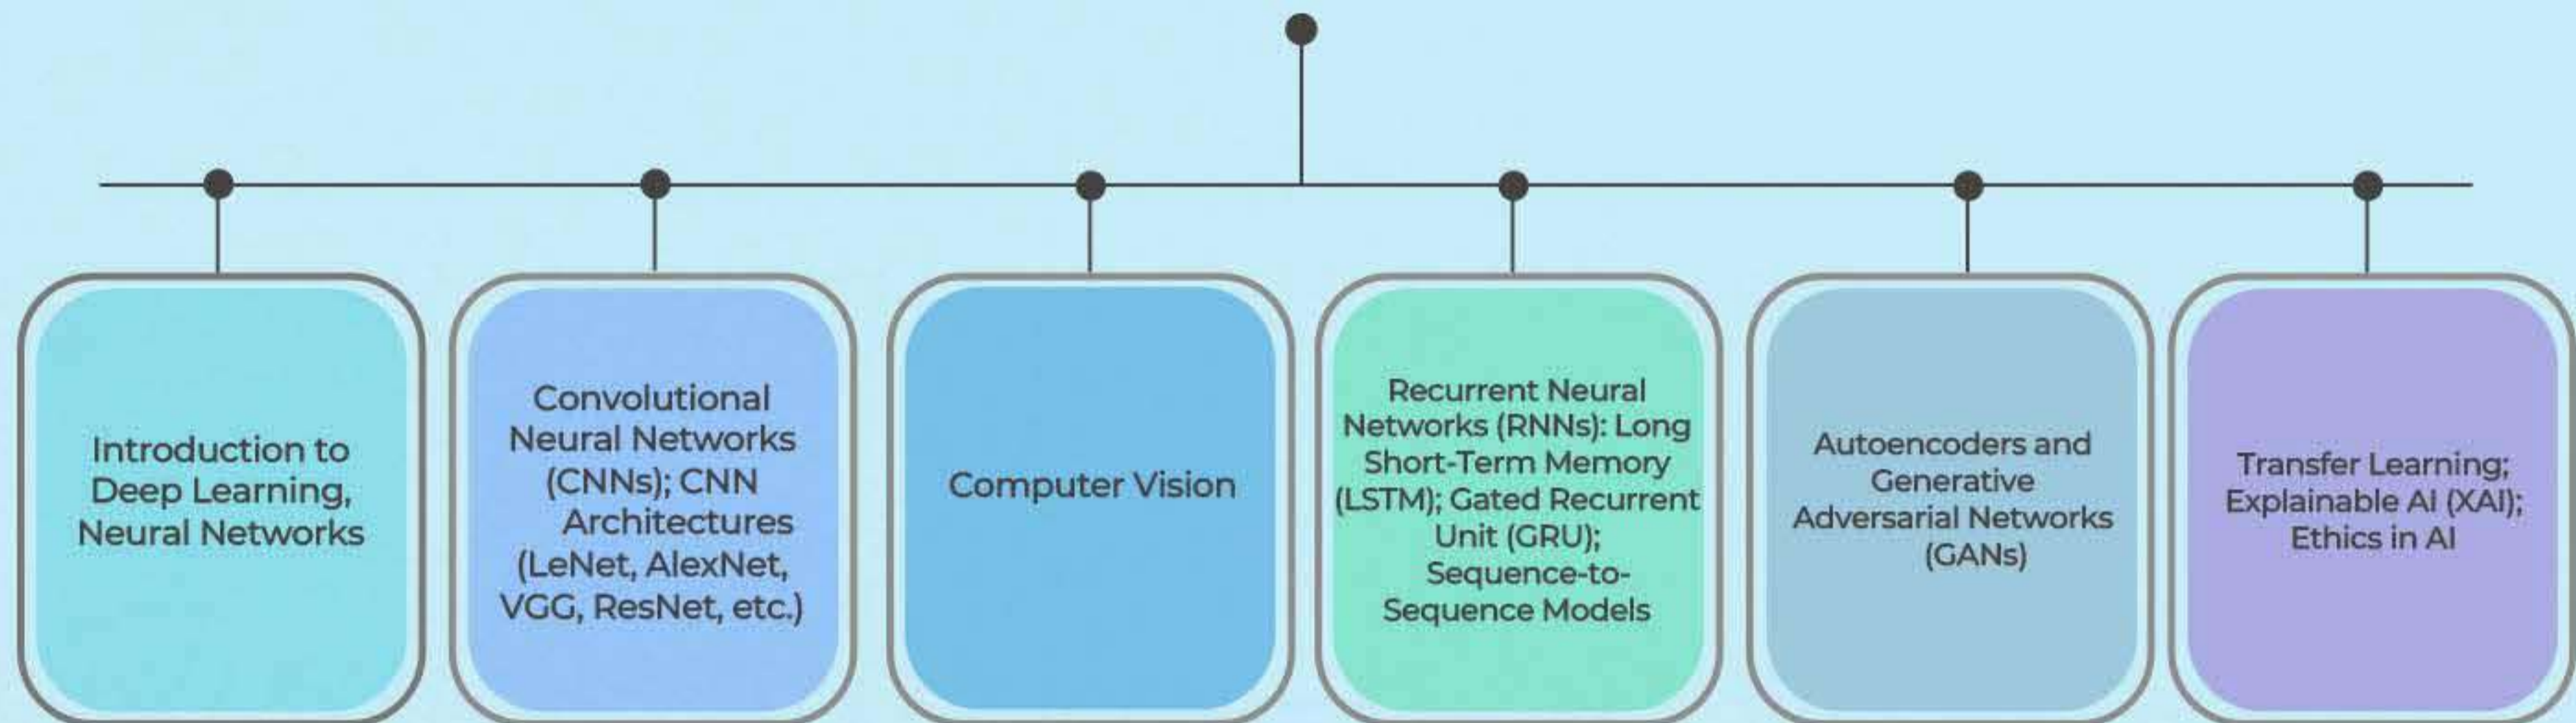 Introduction to
Deep Learning,
Neural Networks
Convolutional
Neural Networks
(CNNs); CNN
Architectures
(LeNet, AlexNet,
VGG, ResNet, etc.)
Computer Vision
Recurrent Neural
Networks (RNNs): Long
Short-Term Memory
(LSTM); Gated Recurrent
Unit (GRU);
Sequence-to-
Sequence Models
Autoencoders and
Generative
Adversarial Networks
(GANs)
Transfer Learning;
Explainable AI (XAI);
Ethics in AI